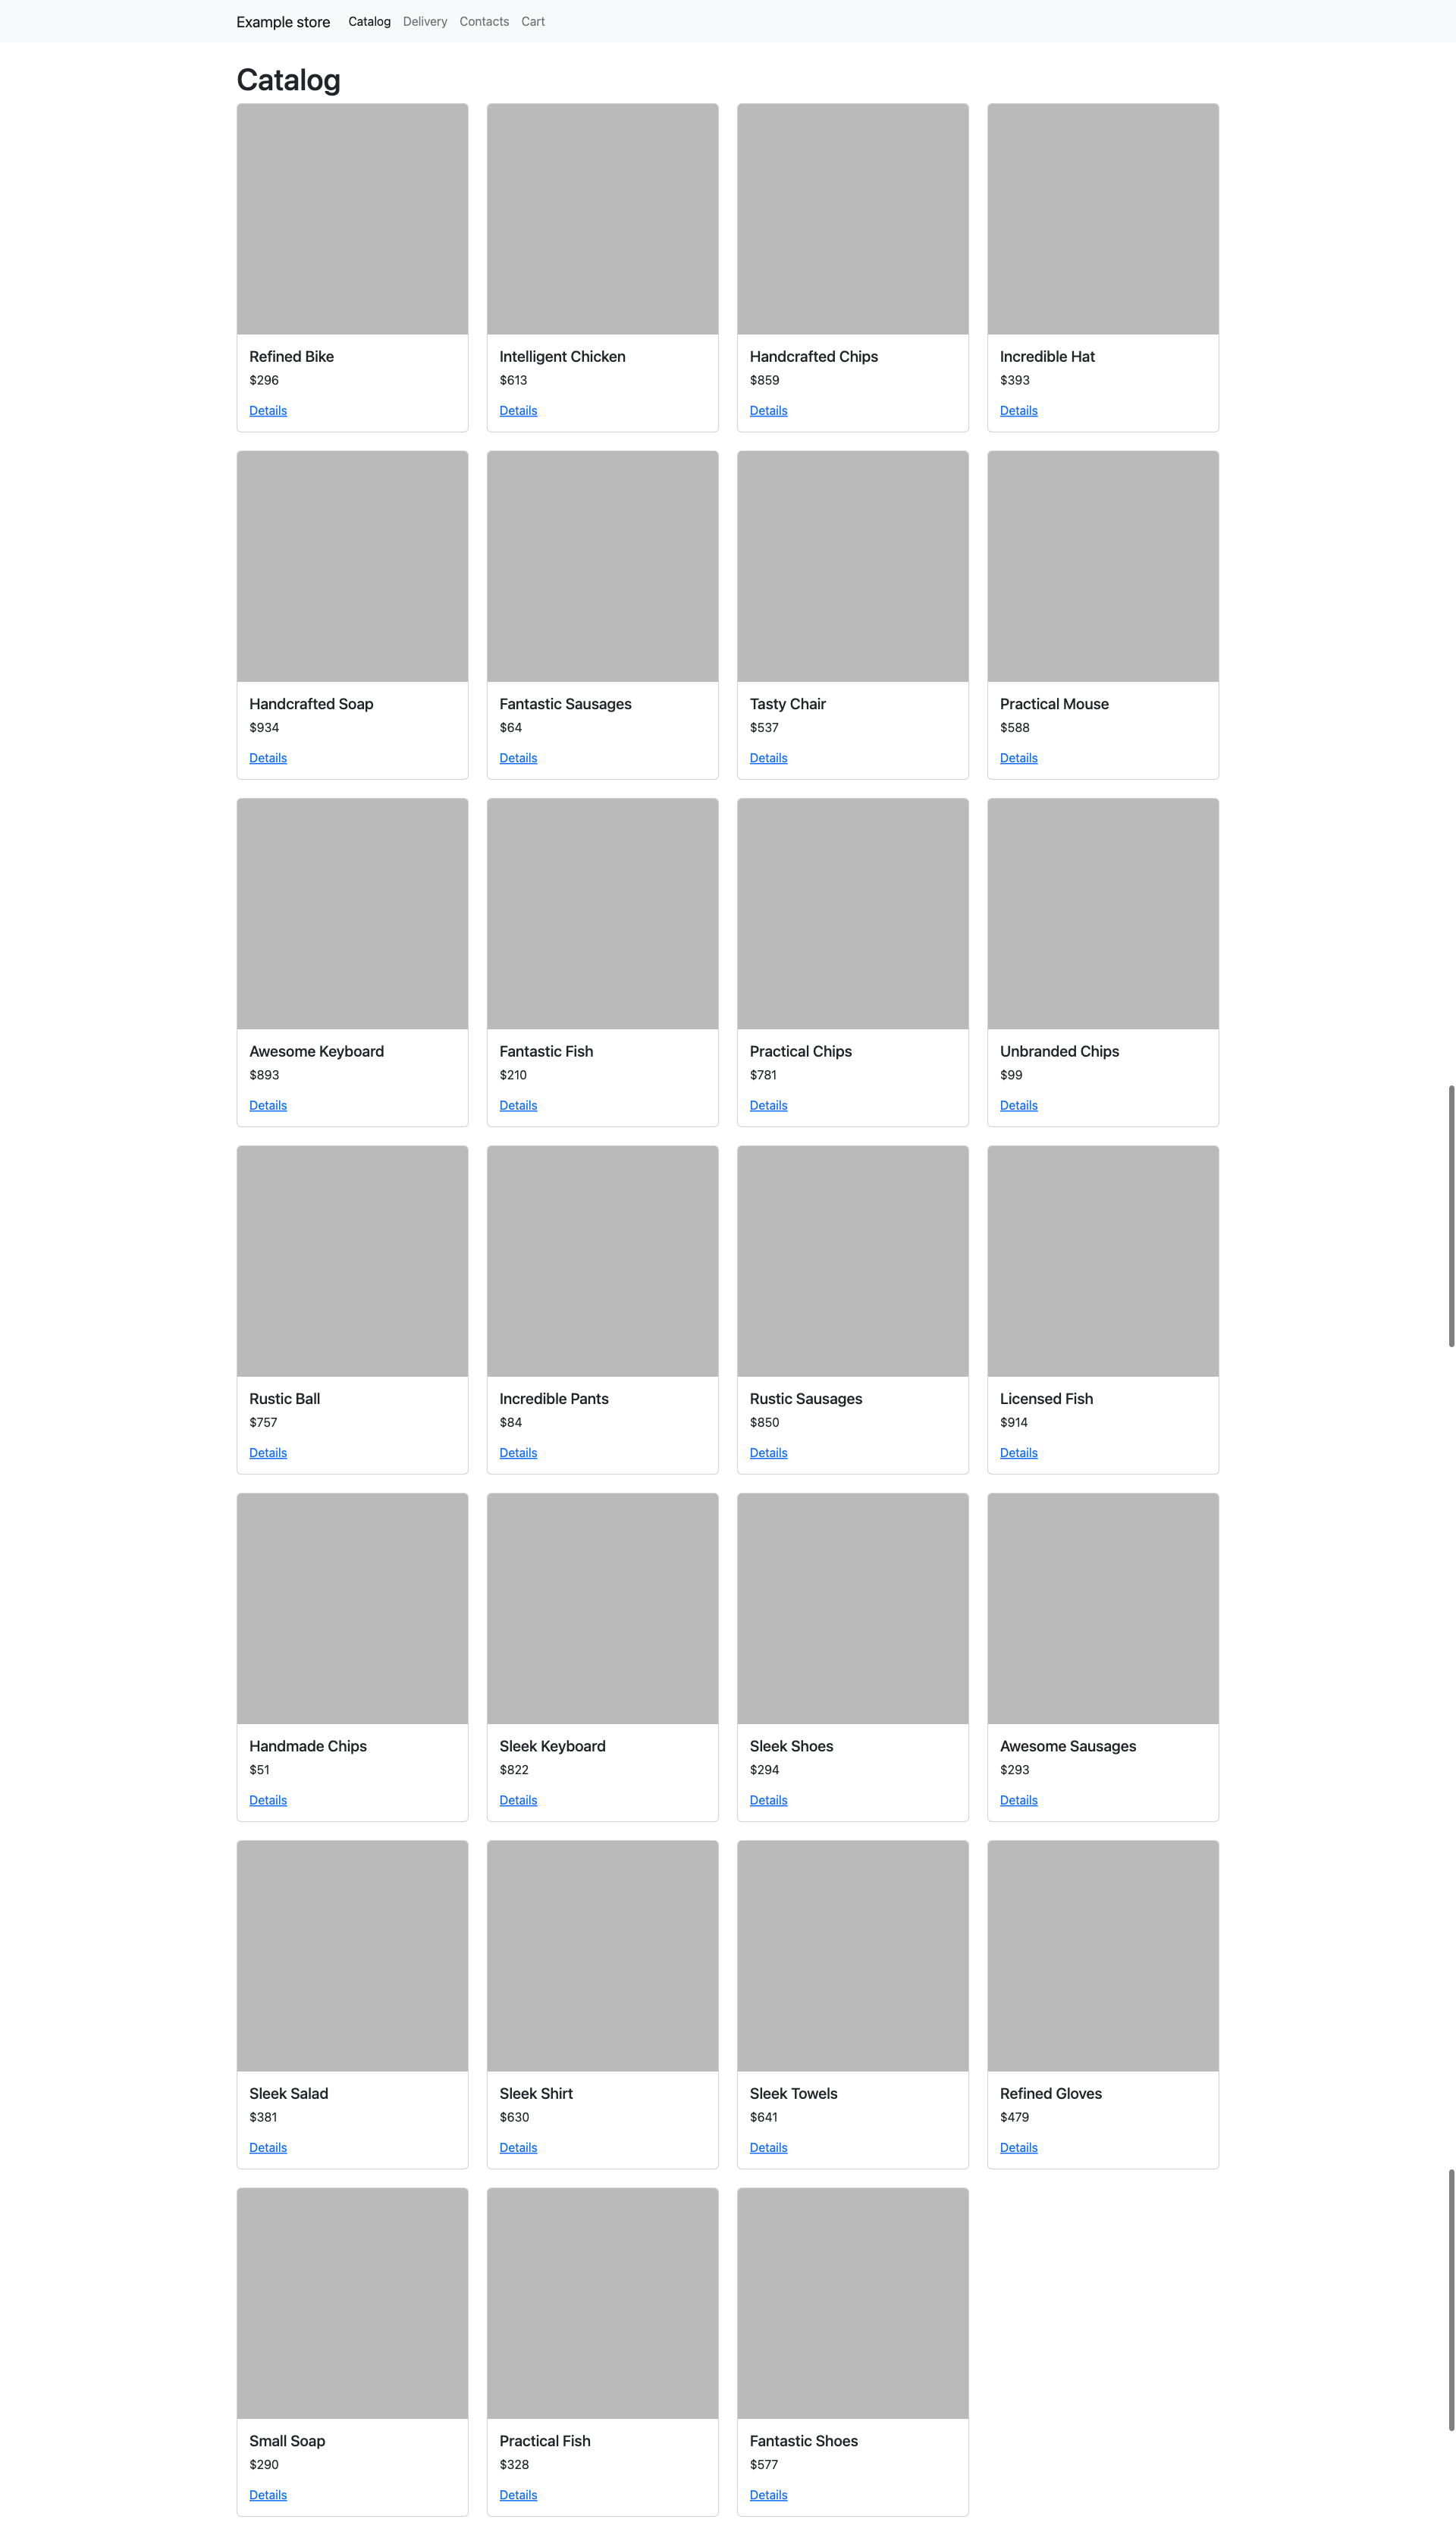 Example store Catalog Delivery Contacts Cart
Catalog
Refined Bike
$296
Details
Intelligent Chicken
$613
Details
Handcrafted Chips
$859
Details
Incredible Hat
$393
Details
Handcrafted Soap
$934
Details
Fantastic Sausages
$64
Details
Tasty Chair
$537
Details
Practical Mouse
$588
Details
Awesome Keyboard
$893
Details
Fantastic Fish
$210
Details
Practical Chips
$781
Details
Unbranded Chips
$99
Details
Rustic Ball
$757
Details
Incredible Pants
$84
Details
Rustic Sausages
$850
Details
Licensed Fish
$914
Details
Handmade Chips
$51
Details
Sleek Keyboard
$822
Details
Sleek Shoes
$294
Details
Awesome Sausages
$293
Details
Sleek Salad
$381
Details
Sleek Shirt
$630
Details
Sleek Towels
$641
Details
Refined Gloves
$479
Details
Small Soap
$290
Details
Practical Fish
$328
Details
Fantastic Shoes
$577
Details